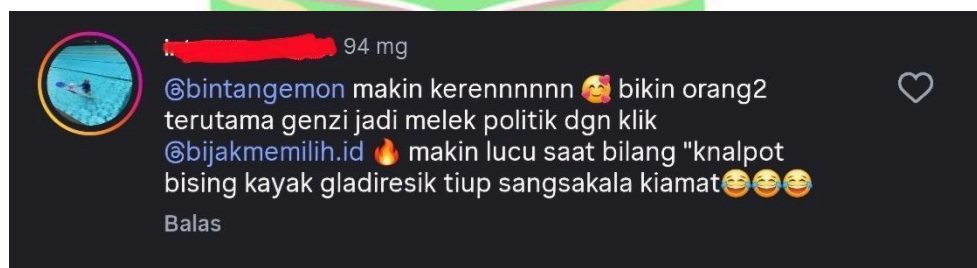 94 mg
@bintangemon makin kerennnnnn 🥰 bikin orang2
terutama genzi jadi melek politik dgn klik
@bijakmemilih.id 🔥 makin lucu saat bilang "knalpot
bising kayak gladiresik tiup sangsakala kiamat😂😂😂
Balas